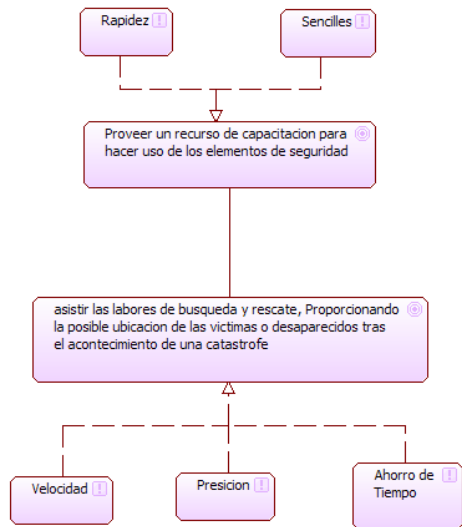 Rapidez
Sencilles
Proveer un recurso de capacitacion para
hacer uso de los elementos de seguridad
asistir las labores de busqueda y rescate, Proporcionando
la posible ubicacion de las victimas o desaparecidos tras
el acontecimiento de una catastrofe
Velocidad
Presicion
Ahorro de
Tiempo